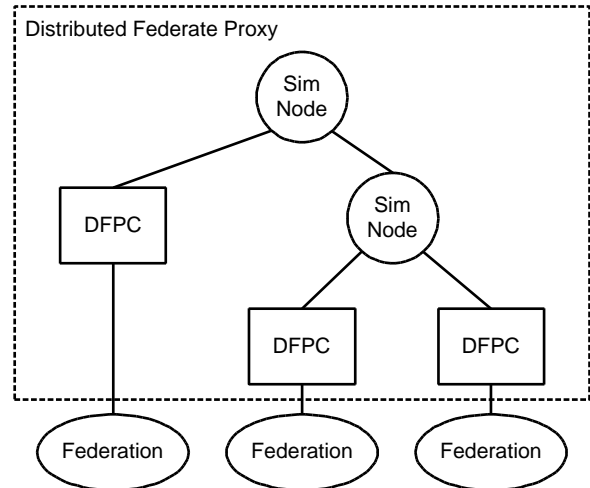 Distributed Federate Proxy
Sim
Node
Sim
Node
DFPC
DFPC
DFPC
Federation
Federation
Federation